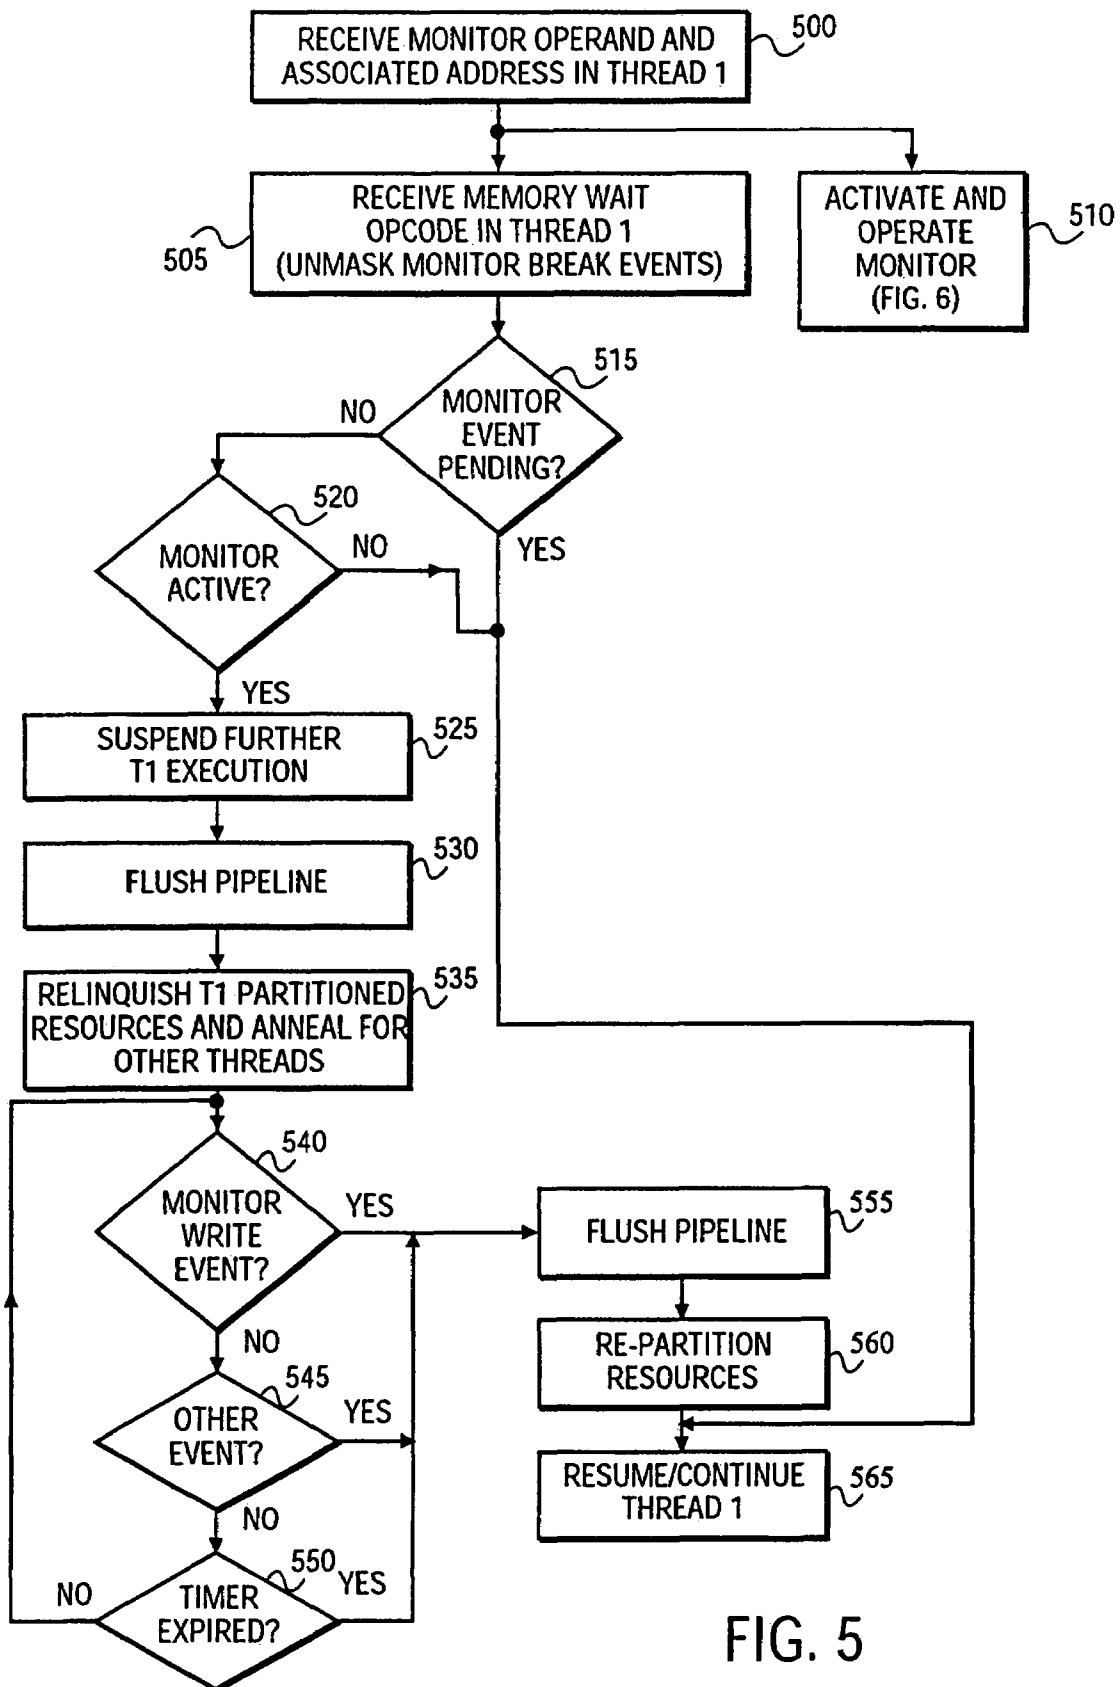 RECEIVE MONITOR OPERAND AND
ASSOCIATED ADDRESS IN THREAD 1
500
RECEIVE MEMORY WAIT
OPCODE IN THREAD 1
(UNMASK MONITOR BREAK EVENTS)
505
ACTIVATE AND
OPERATE
MONITOR
(FIG. 6)
510
MONITOR
EVENT
PENDING?
515
NO
YES
MONITOR
ACTIVE?
520
NO
YES
SUSPEND FURTHER
T1 EXECUTION
525
FLUSH PIPELINE
530
RELINQUISH T1 PARTITIONED
RESOURCES AND ANNEAL FOR
OTHER THREADS
535
MONITOR
WRITE
EVENT?
540
YES
NO
OTHER
EVENT?
545
YES
NO
TIMER
EXPIRED?
550
YES
NO
FLUSH PIPELINE
555
RE-PARTITION
RESOURCES
560
RESUME/CONTINUE
THREAD 1
565
FIG. 5